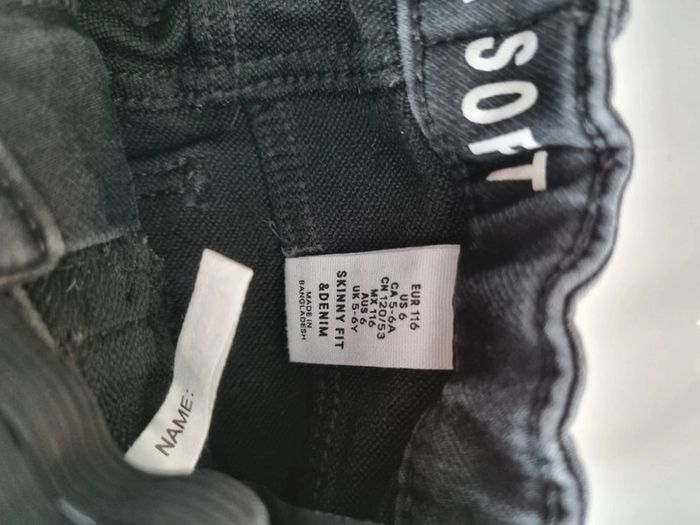 SOFT
EUR 116
US 6
CA 5-6A
CN 120/53
MX 116
AUS 6
UK 5-6Y
SKINNY FIT
&DENIM
MADE IN
BANGLADESH
NAME: